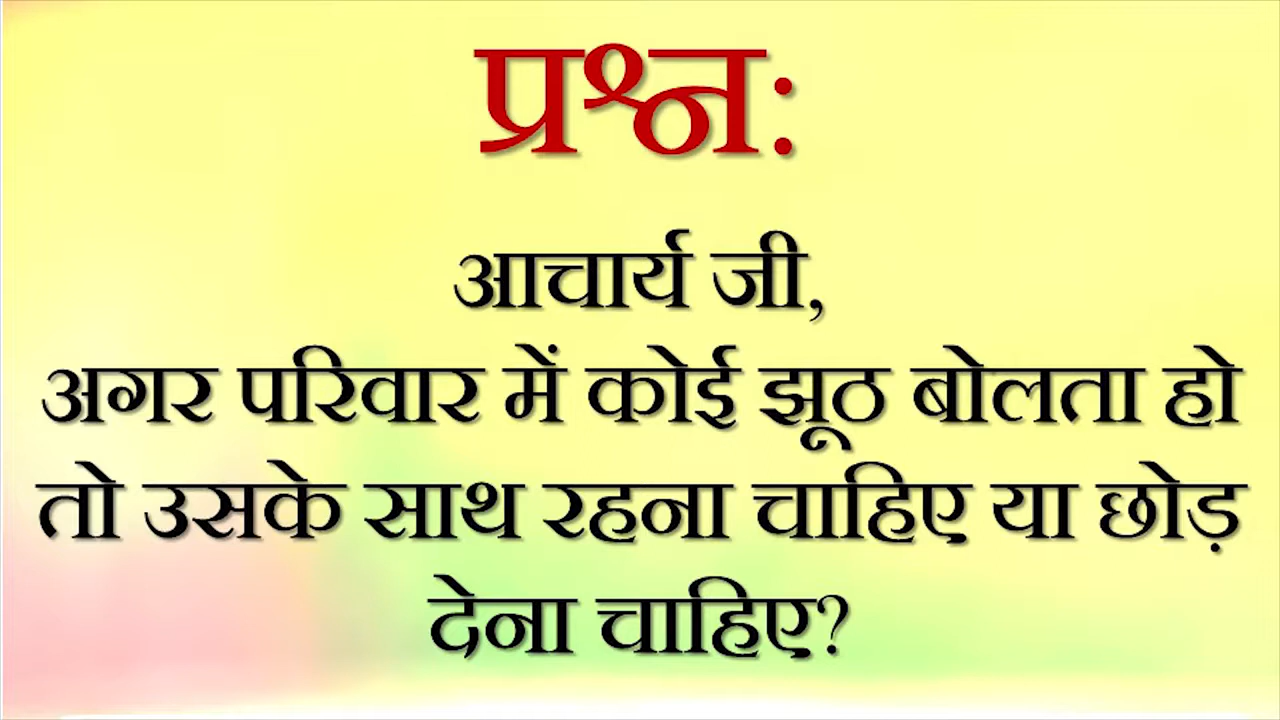 प्रश्न:
आचार्य जी,
अगर परिवार में कोई झूठ बोलता हो
तो उसके साथ रहना चाहिए या छोड़
देना चाहिए?